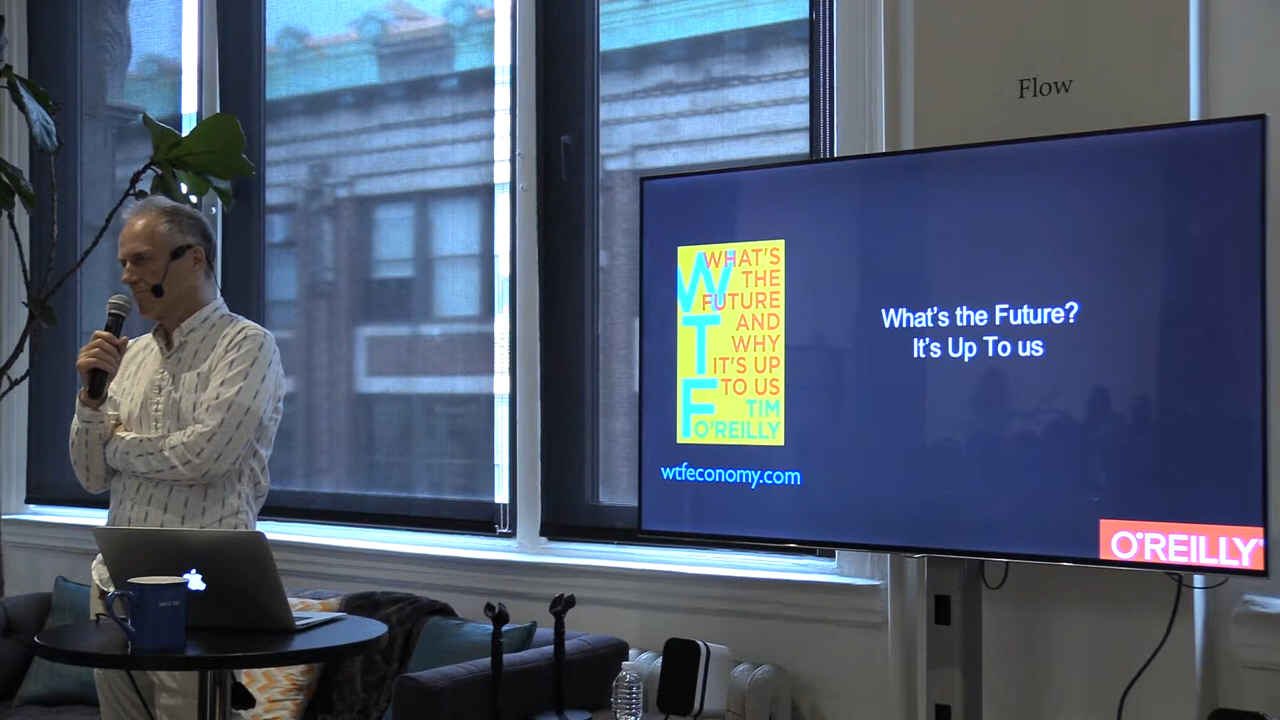 Flow
WHAT'S
THE
FUTURE
AND
WHY
IT'S UP
TO US
WTF
TIM
O'REILLY
wtfeconomy.com
What's the Future?
It's Up To us
O'REILLY